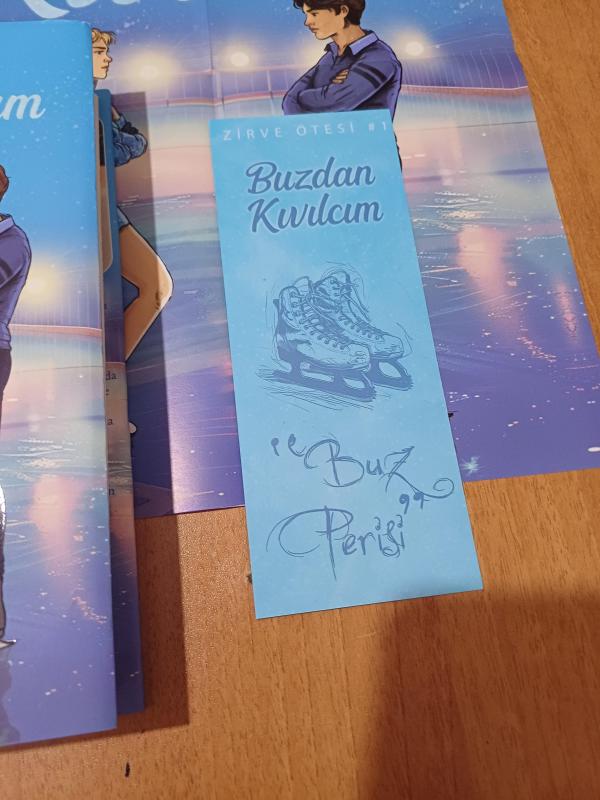 ZİRVE ÖTESİ #1
Buzdan
Kıvılcım
"Buz
Perisi"